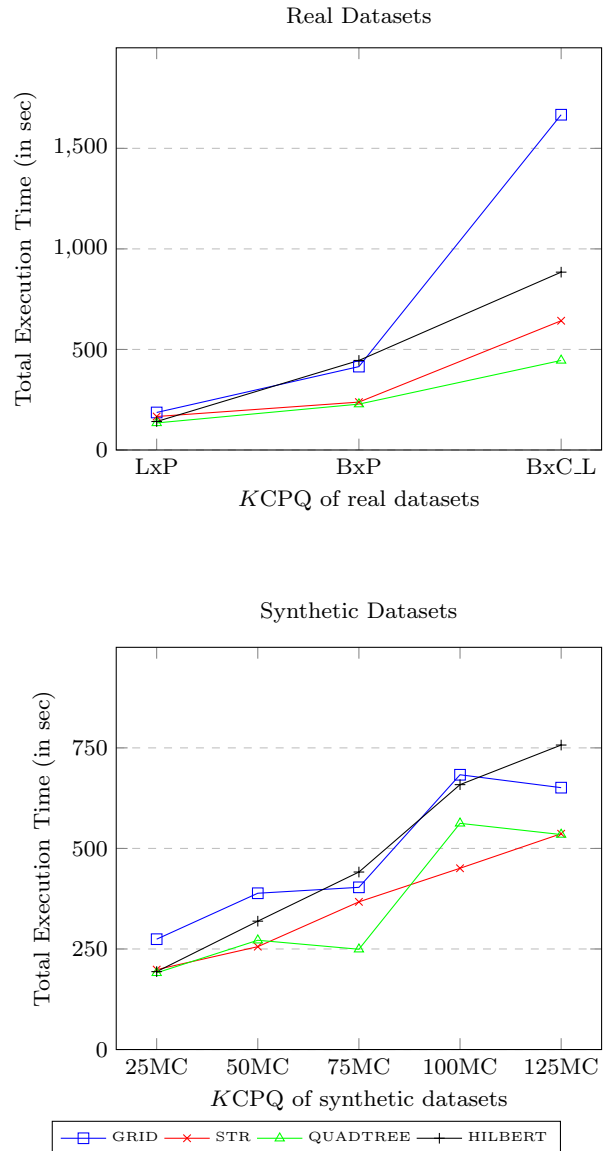 Real Datasets
Total Execution Time (in sec)
1,500
1,000
500
0
LxP BxP BxC_L
KCPQ of real datasets
Synthetic Datasets
Total Execution Time (in sec)
750
500
250
0
25MC 50MC 75MC 100MC 125MC
KCPQ of synthetic datasets
GRID STR QUADTREE HILBERT